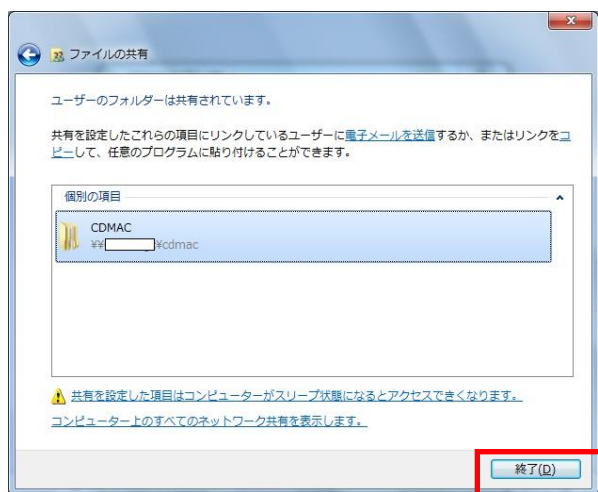 ファイルの共有
ユーザーのフォルダーは共有されています。
共有を設定したこれらの項目にリンクしているユーザーに電子メールを送信するか、またはリンクをコ
ピーして、任意のプログラムに貼り付けることができます。
個別の項目
CDMAC
¥¥ ¥cdmac
共有を設定した項目はコンピューターがスリープ状態になるとアクセスできなくなります。
コンピューター上のすべてのネットワーク共有を表示します。
終了(D)